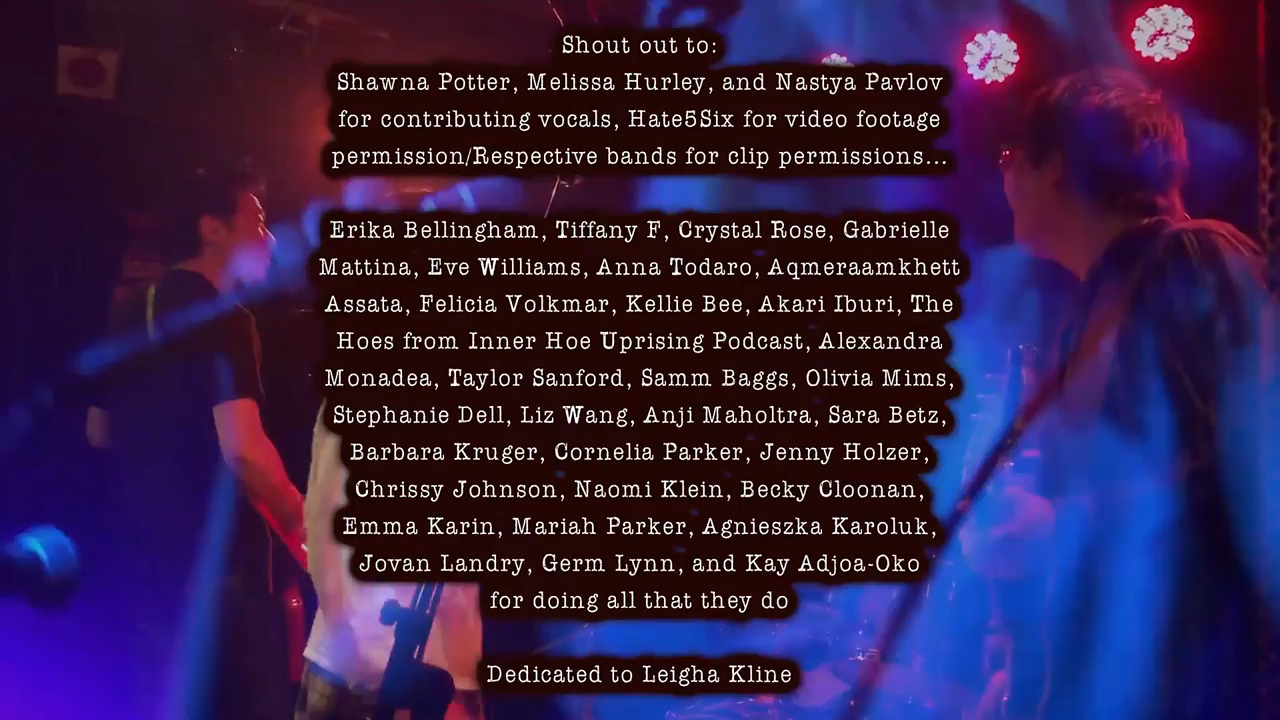 Shout out to:
Shawna Potter, Melissa Hurley, and Nastya Pavlov
for contributing vocals, Hate5Six for video footage
permission/Respective bands for clip permissions...
Erika Bellingham, Tiffany F, Crystal Rose, Gabrielle
Mattina, Eve Williams, Anna Todaro, Aqmeraamkhett
Assata, Felicia Volkmar, Kellie Bee, Akari Iburi, The
Hoes from Inner Hoe Uprising Podcast, Alexandra
Monadea, Taylor Sanford, Samm Baggs, Olivia Mims,
Stephanie Dell, Liz Wang, Anji Maholtra, Sara Betz,
Barbara Kruger, Cornelia Parker, Jenny Holzer,
Chrissy Johnson, Naomi Klein, Becky Cloonan,
Emma Karin, Mariah Parker, Agnieszka Karoluk,
Jovan Landry, Germ Lynn, and Kay Adjoa-Oko
for doing all that they do
Dedicated to Leigha Kline